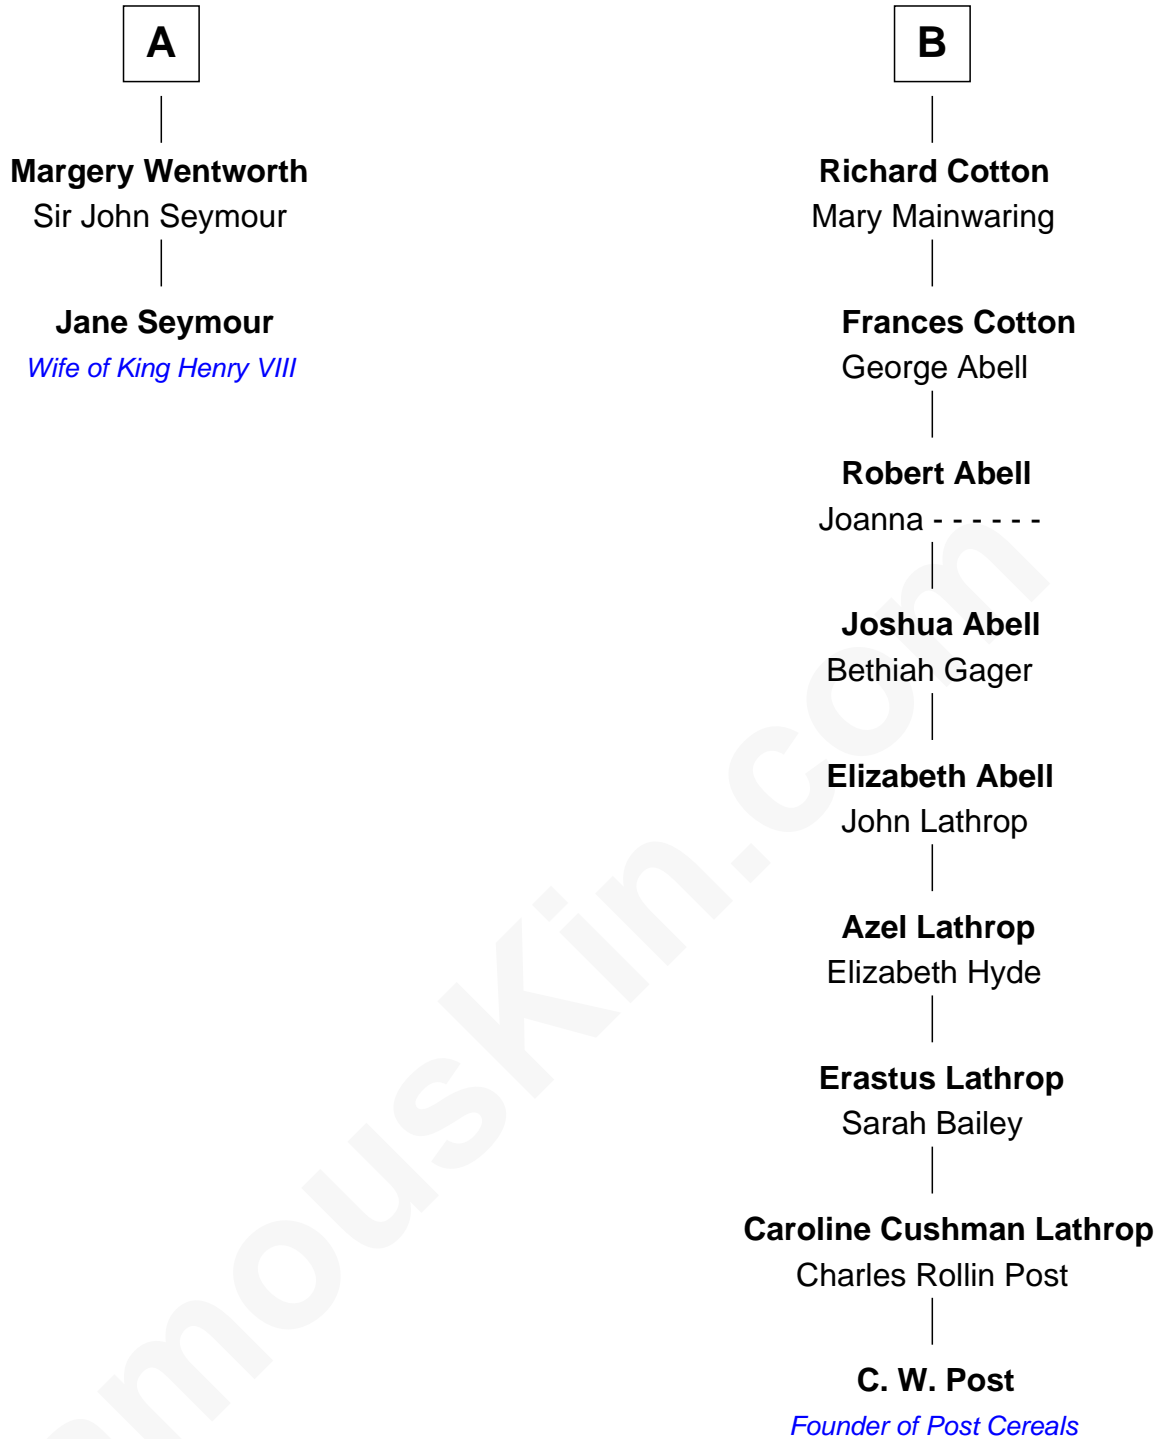 A
Margery Wentworth
Sir John Seymour
Jane Seymour
Wife of King Henry VIII
B
Richard Cotton
Mary Mainwaring
Frances Cotton
George Abell
Robert Abell
Joanna - - - - - -
Joshua Abell
Bethiah Gager
Elizabeth Abell
John Lathrop
Azel Lathrop
Elizabeth Hyde
Erastus Lathrop
Sarah Bailey
Caroline Cushman Lathrop
Charles Rollin Post
C. W. Post
Founder of Post Cereals
amouskin.com